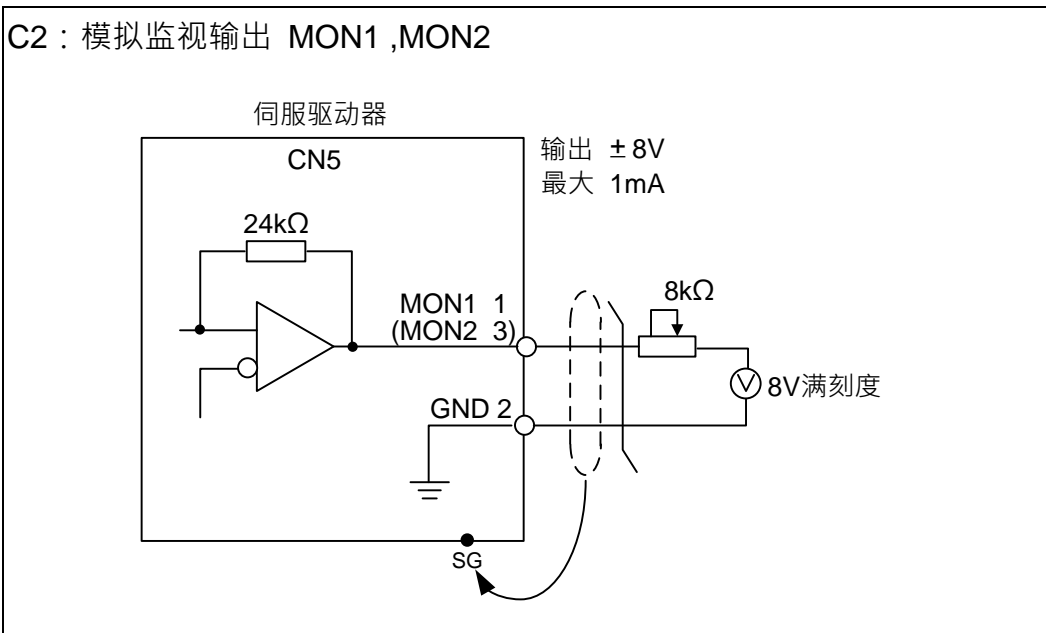 C2：模拟监视输出 MON1 ,MON2
伺服驱动器
CN5
输出 ±8V
最大 1mA
24kΩ
MON1 1
(MON2 3)
8kΩ
V
8V满刻度
GND 2
SG